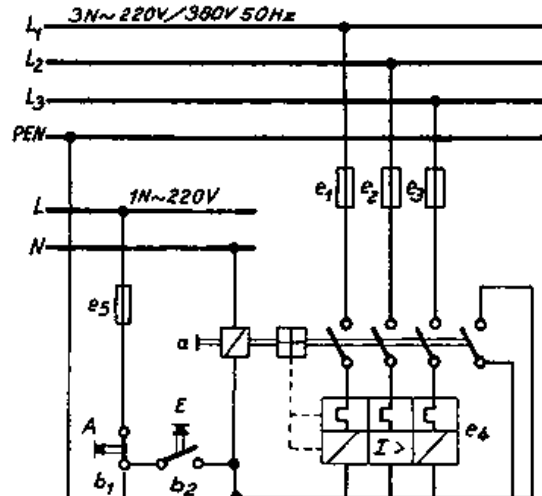 3N~220V/380V 50Hz
L1
L2
L3
PEN
e1 e2 e3
1N~220V
L
N
e5
a
A E
I>
e4
b1 b2